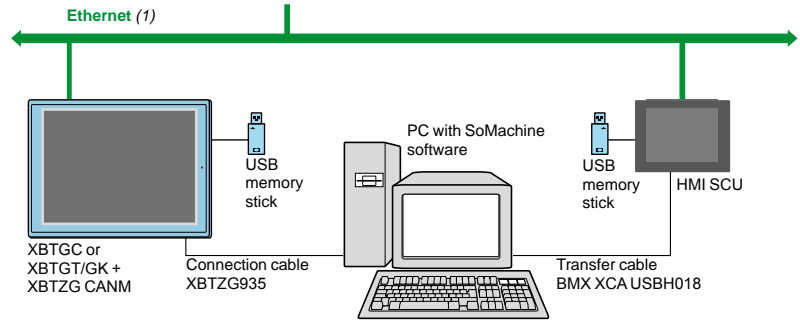 Ethernet (1)
PC with SoMachine
software
USB
memory
stick
USB
memory
stick
HMI SCU
XBTGC or
XBTGT/GK +
XBTZG CANM
Connection cable
XBTZG935
Transfer cable
BMX XCA USBH018